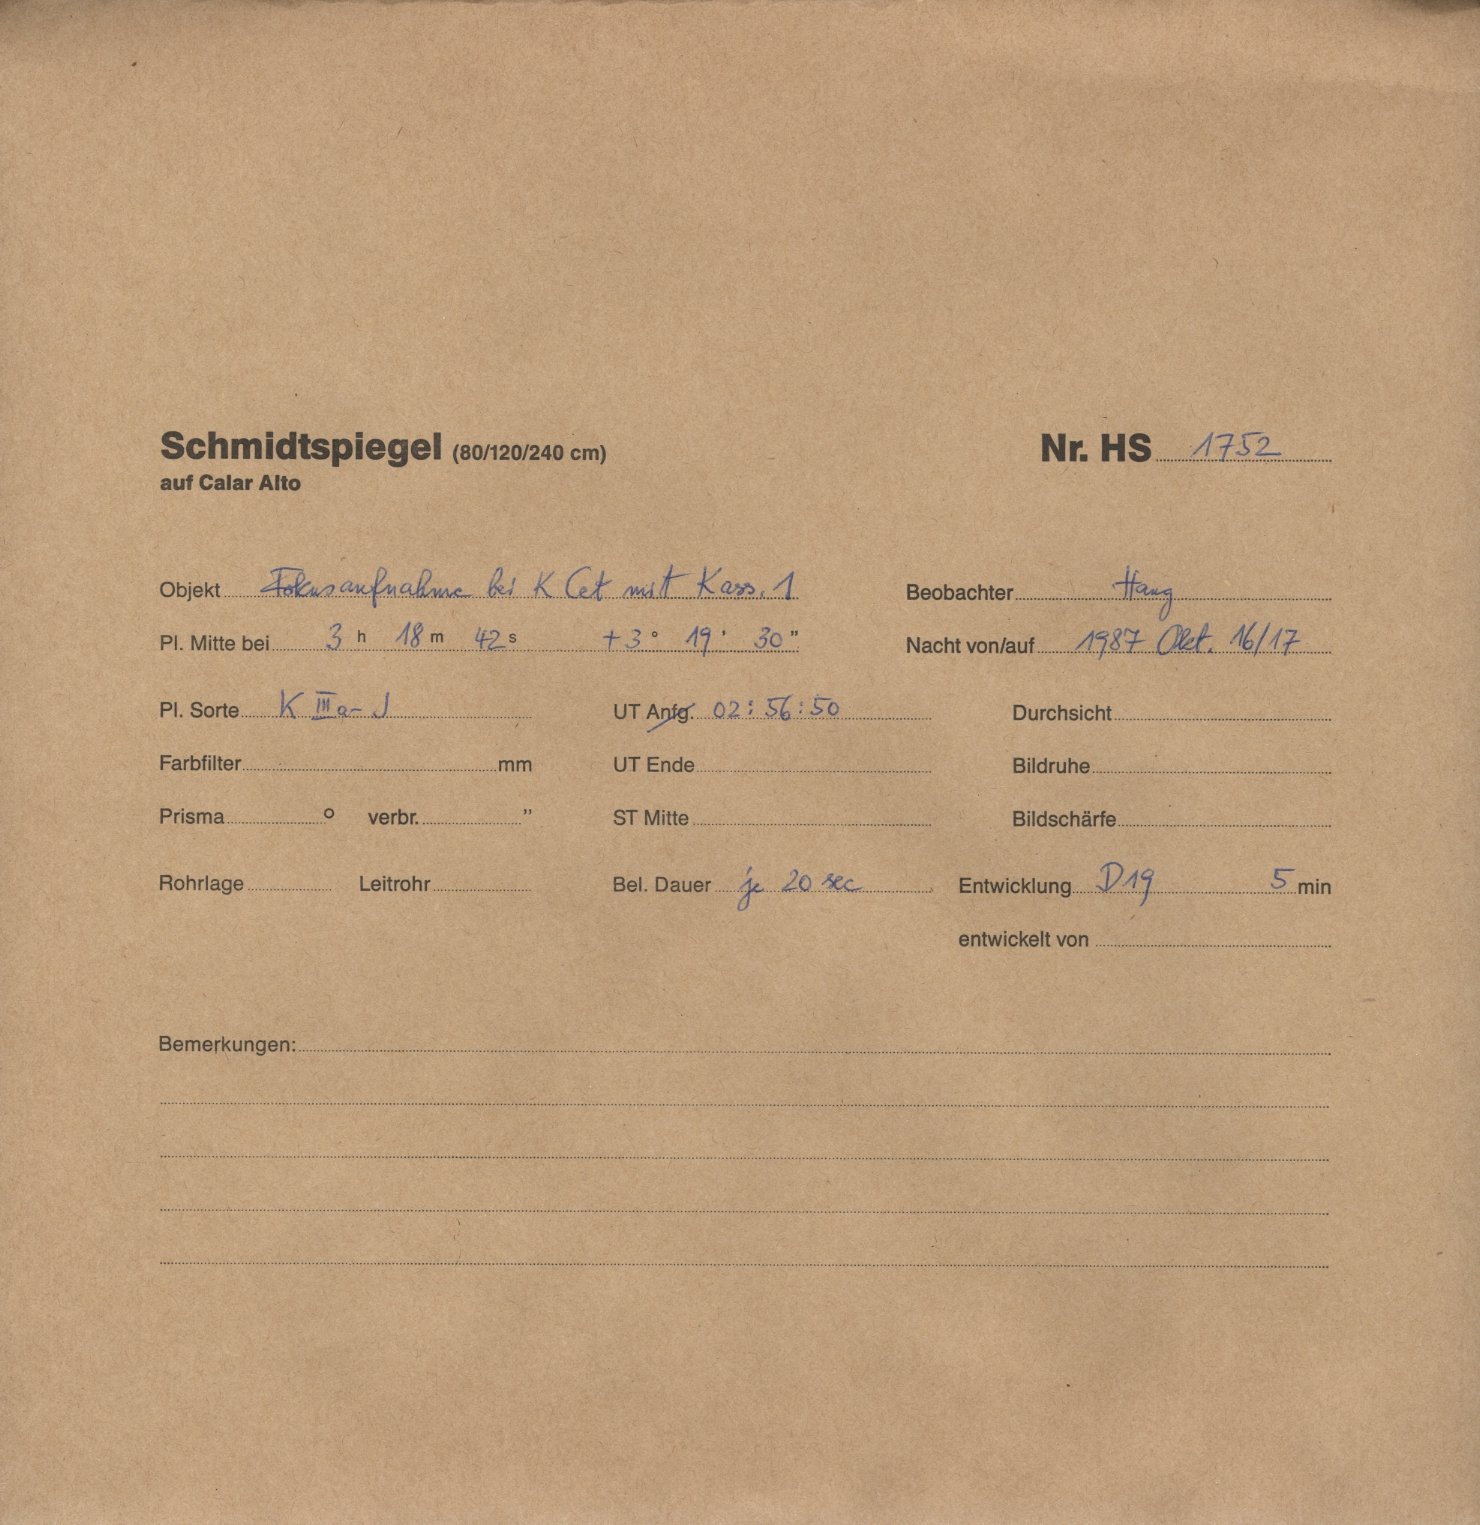 Schmidtspiegel (80/120/240 cm)
auf Calar Alto
Nr. HS 1752
Objekt Fokusaufnahme bei K Cet mit Kass. 1
Beobachter Haug
Pl. Mitte bei 3 h 18 m 42 s +3° 19' 30"
Nacht von/auf 1987 Okt. 16/17
Pl. Sorte K IIIa-J
UT Anfg. 02:56:50
Durchsicht
Farbfilter mm
UT Ende
Bildruhe
Prisma ° verbr. "
ST Mitte
Bildschärfe
Rohrlage Leitrohr
Bel. Dauer je 20 sec
Entwicklung D19 5 min
entwickelt von
Bemerkungen: